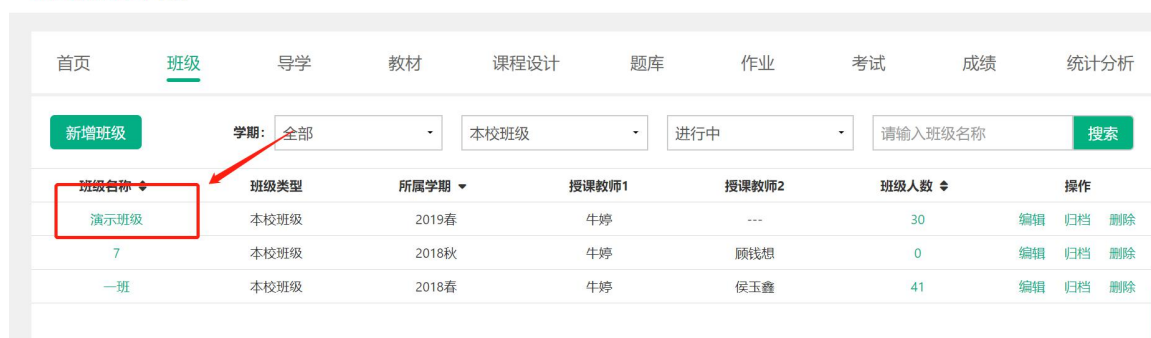 首页 班级 导学 教材 课程设计 题库 作业 考试 成绩 统计分析
新增班级 学期： 全部 本校班级 进行中 请输入班级名称 搜索
班级名称 班级类型 所属学期 授课教师1 授课教师2 班级人数 操作
演示班级 本校班级 2019春 牛婷 --- 30 编辑 归档 删除
7 本校班级 2018秋 牛婷 顾钱想 0 编辑 归档 删除
一班 本校班级 2018春 牛婷 侯玉鑫 41 编辑 归档 删除